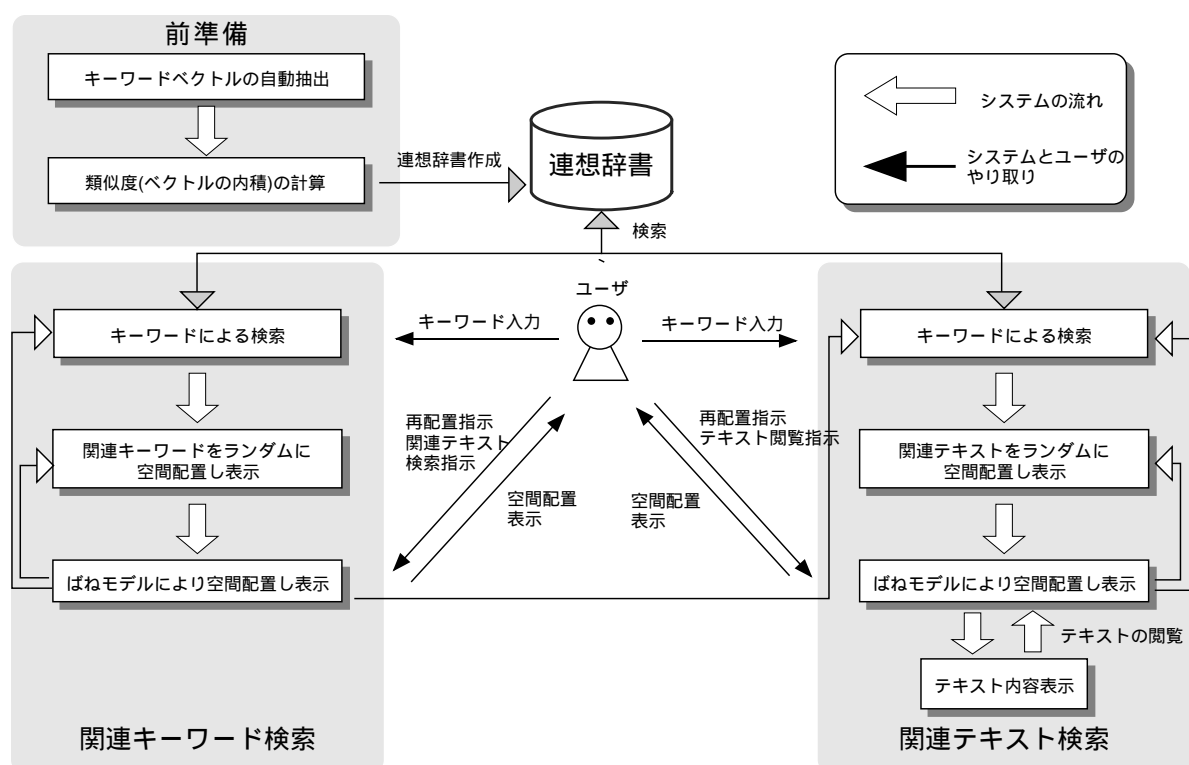 前準備
キーワードベクトルの自動抽出
類似度(ベクトルの内積)の計算
連想辞書作成
連想辞書
システムの流れ
システムとユーザの
やり取り
検索
ユーザ
キーワード入力
キーワード入力
キーワードによる検索
関連キーワードをランダムに
空間配置し表示
ばねモデルにより空間配置し表示
関連キーワード検索
再配置指示
関連テキスト
検索指示
空間配置
表示
再配置指示
テキスト閲覧指示
空間配置
表示
キーワードによる検索
関連テキストをランダムに
空間配置し表示
ばねモデルにより空間配置し表示
テキストの閲覧
テキスト内容表示
関連テキスト検索